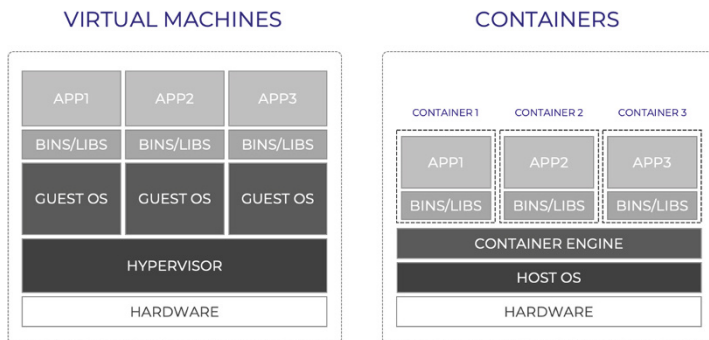 VIRTUAL MACHINES
APP1 APP2 APP3
BINS/LIBS BINS/LIBS BINS/LIBS
GUEST OS GUEST OS GUEST OS
HYPERVISOR
HARDWARE
CONTAINERS
CONTAINER 1 CONTAINER 2 CONTAINER 3
APP1 APP2 APP3
BINS/LIBS BINS/LIBS BINS/LIBS
CONTAINER ENGINE
HOST OS
HARDWARE